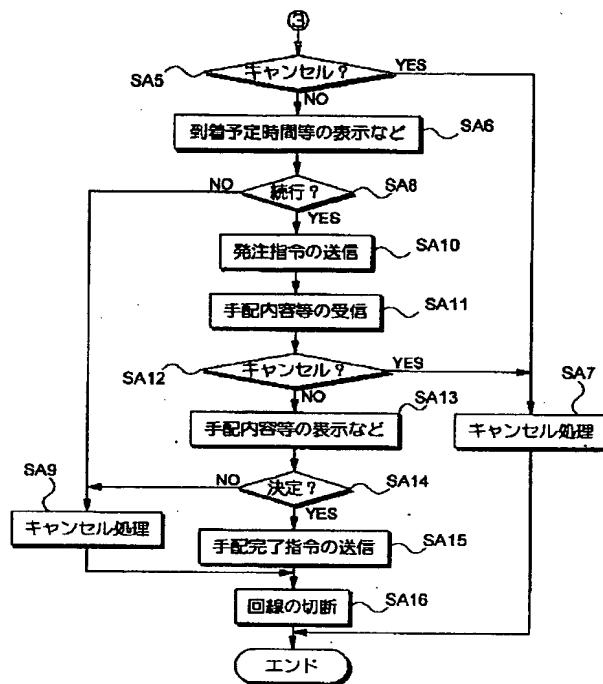 ③
キャンセル?
YES
SA5
NO
到着予定時間等の表示など
SA6
NO
続行?
SA8
YES
発注指令の送信
SA10
手配内容等の受信
SA11
キャンセル?
YES
SA12
NO
SA13
SA7
手配内容等の表示など
キャンセル処理
SA9
NO
決定?
SA14
YES
キャンセル処理
手配完了指令の送信
SA15
回線の切断
SA16
エンド